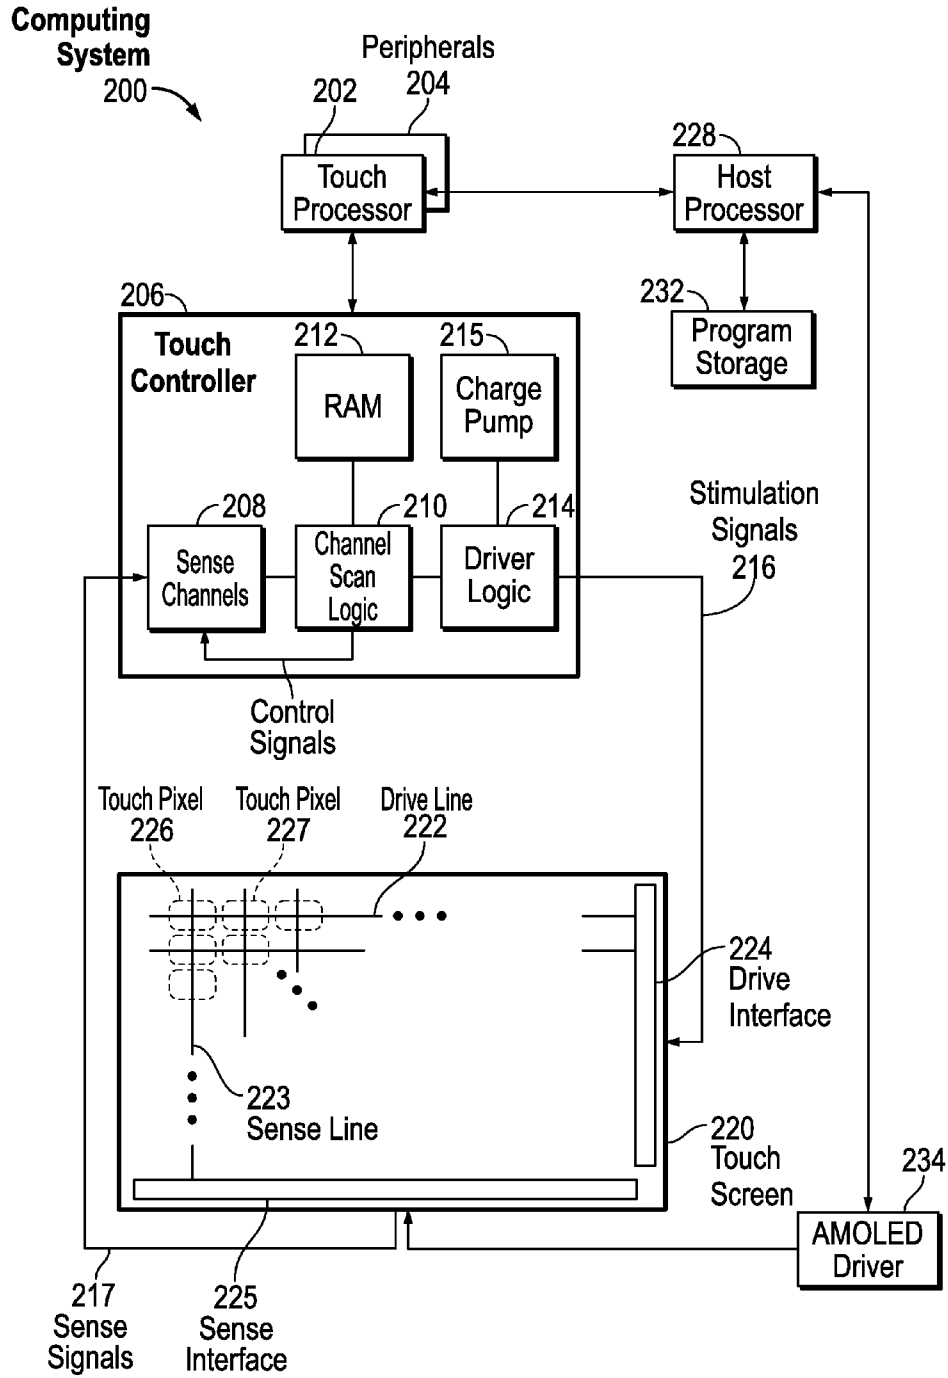 Computing
System
200
Peripherals
204
202
Touch
Processor
228
Host
Processor
232
Program
Storage
206
Touch
Controller
212
RAM
215
Charge
Pump
208
Sense
Channels
210
Channel
Scan
Logic
214
Driver
Logic
Stimulation
Signals
216
Control
Signals
Touch Pixel
226
Touch Pixel
227
Drive Line
222
224
Drive
Interface
223
Sense Line
220
Touch
Screen
234
AMOLED
Driver
217
Sense
Signals
225
Sense
Interface